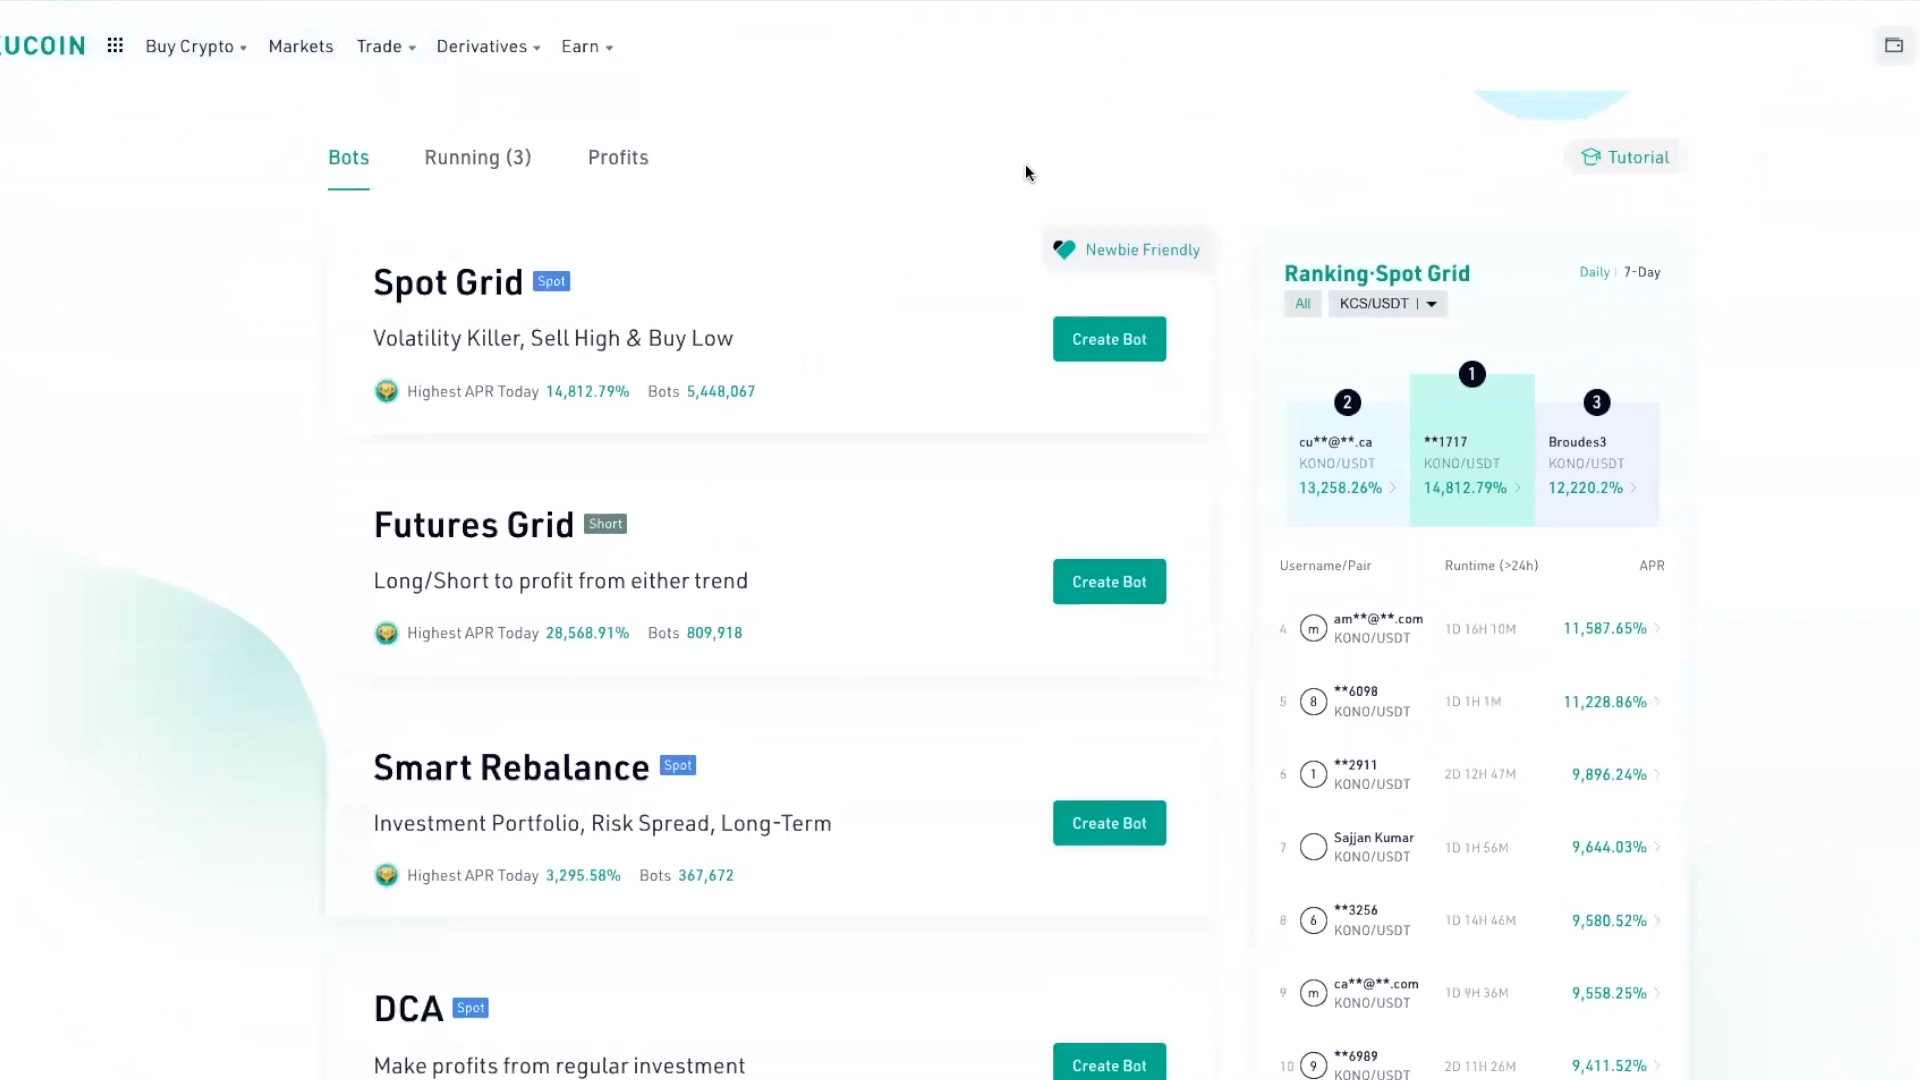 UCOIN
Buy Crypto
Markets
Trade
Derivatives
Earn
Bots
Running (3)
Profits
Tutorial
Newbie Friendly
Spot Grid Spot
Volatility Killer, Sell High & Buy Low
Highest APR Today 14,812.79% Bots 5,448,067
Create Bot
Futures Grid Short
Long/Short to profit from either trend
Highest APR Today 28,568.91% Bots 809,918
Create Bot
Smart Rebalance Spot
Investment Portfolio, Risk Spread, Long-Term
Highest APR Today 3,295.58% Bots 367,672
Create Bot
DCA Spot
Make profits from regular investment
Create Bot
Ranking·Spot Grid
Daily | 7-Day
All
KCS/USDT |
2
cu**@**.ca
KONO/USDT
13,258.26%
1
**1717
KONO/USDT
14,812.79%
3
Broudes3
KONO/USDT
12,220.2%
Username/Pair Runtime (>24h) APR
4 m am**@**.com 1D 16H 10M 11,587.65%
KONO/USDT
5 8 **6098 1D 1H 1M 11,228.86%
KONO/USDT
6 1 **2911 2D 12H 47M 9,896.24%
KONO/USDT
7 Sajjan Kumar 1D 1H 56M 9,644.03%
KONO/USDT
8 6 **3256 1D 14H 46M 9,580.52%
KONO/USDT
9 m ca**@**.com 1D 9H 36M 9,558.25%
KONO/USDT
10 9 **6989 2D 11H 26M 9,411.52%
KONO/USDT